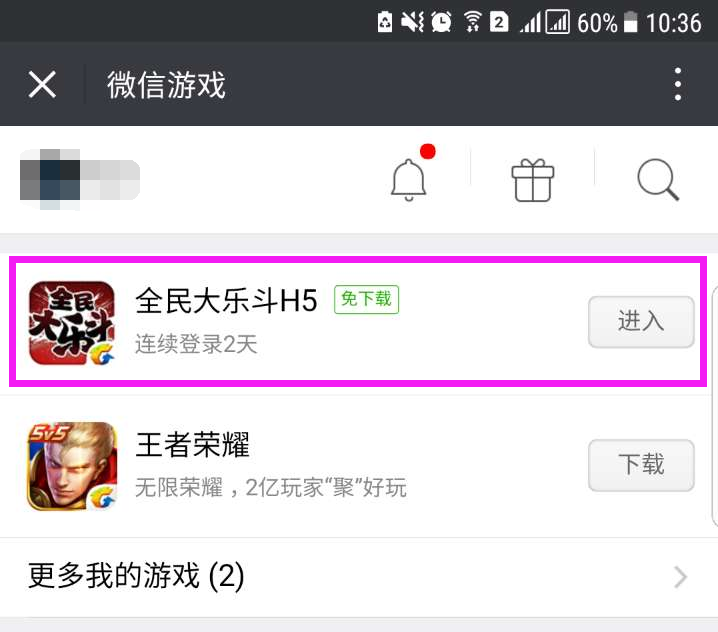 2 60% 10:36
微信游戏
全民大乐斗
全民大乐斗H5 免下载
连续登录2天
进入
5v5
王者荣耀
无限荣耀，2亿玩家“聚”好玩
下载
更多我的游戏 (2)